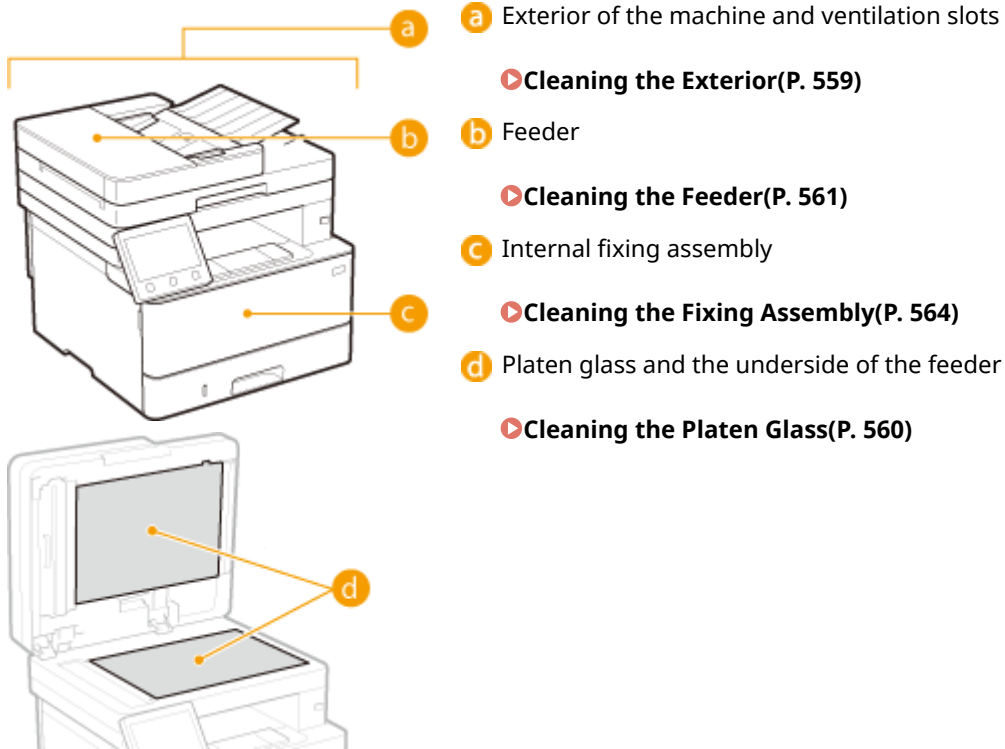 a
a Exterior of the machine and ventilation slots
Cleaning the Exterior(P. 559)
b
b Feeder
Cleaning the Feeder(P. 561)
c Internal fixing assembly
c
Cleaning the Fixing Assembly(P. 564)
d Platen glass and the underside of the feeder
Cleaning the Platen Glass(P. 560)
d